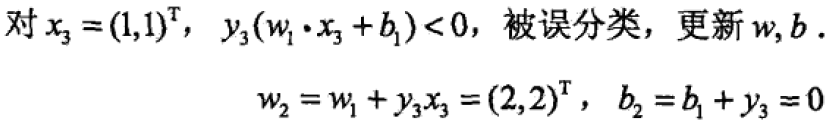 对 x₃ = (1,1)ᵀ， y₃(w₁ · x₃ + b₁) < 0，被误分类，更新 w, b .
w₂ = w₁ + y₃x₃ = (2,2)ᵀ， b₂ = b₁ + y₃ = 0